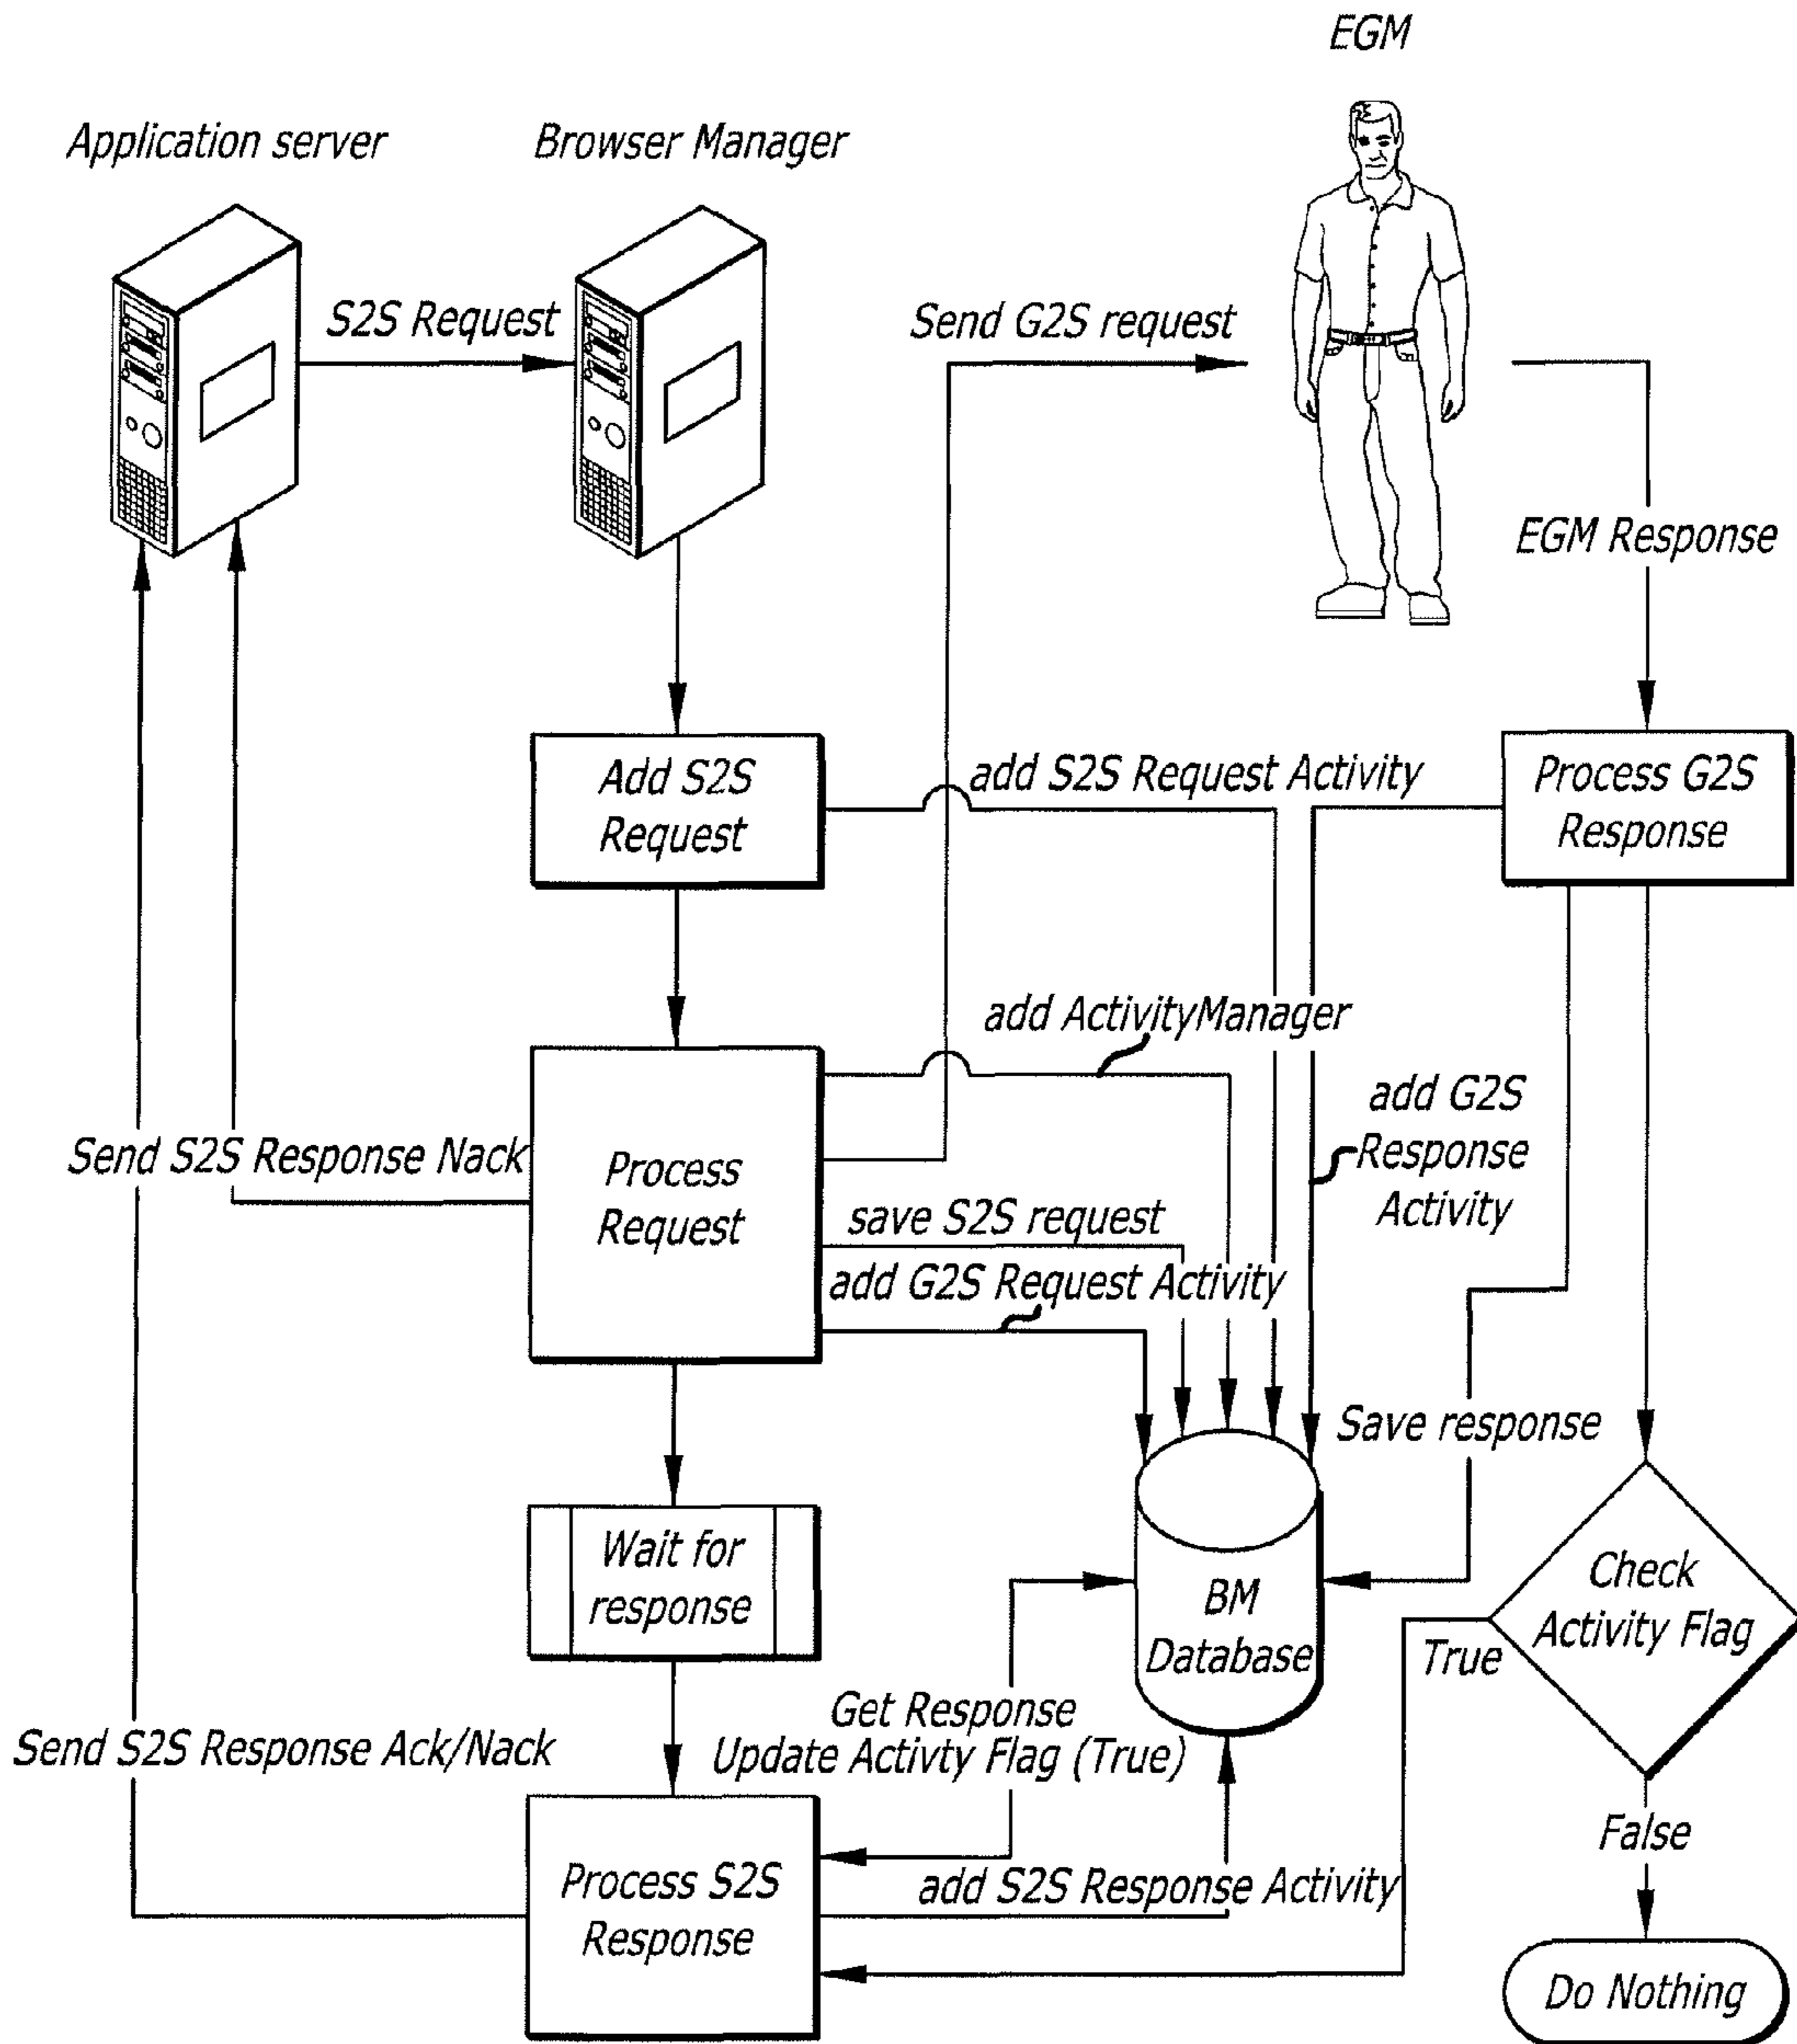 EGM
Application server
Browser Manager
S2S Request
Send G2S request
EGM Response
Add S2S
Request
add S2S Request Activity
Process G2S
Response
add ActivityManager
add G2S
Response
Activity
Send S2S Response Nack
Process
Request
save S2S request
add G2S Request Activity
Save response
Wait for
response
BM
Database
Check
Activity Flag
True
Get Response
Update Activty Flag (True)
Send S2S Response Ack/Nack
False
Process S2S
Response
add S2S Response Activity
Do Nothing